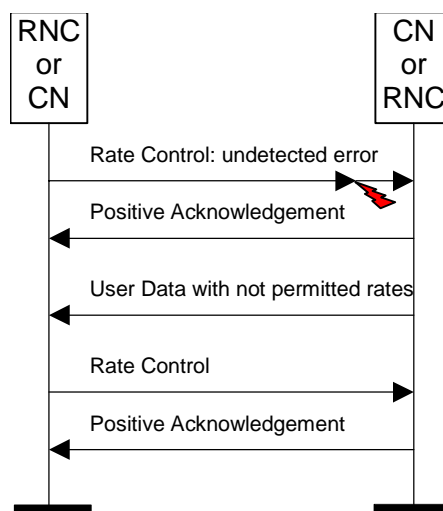 RNC
or
CN
CN
or
RNC
Rate Control: undetected error
Positive Acknowledgement
User Data with not permitted rates
Rate Control
Positive Acknowledgement